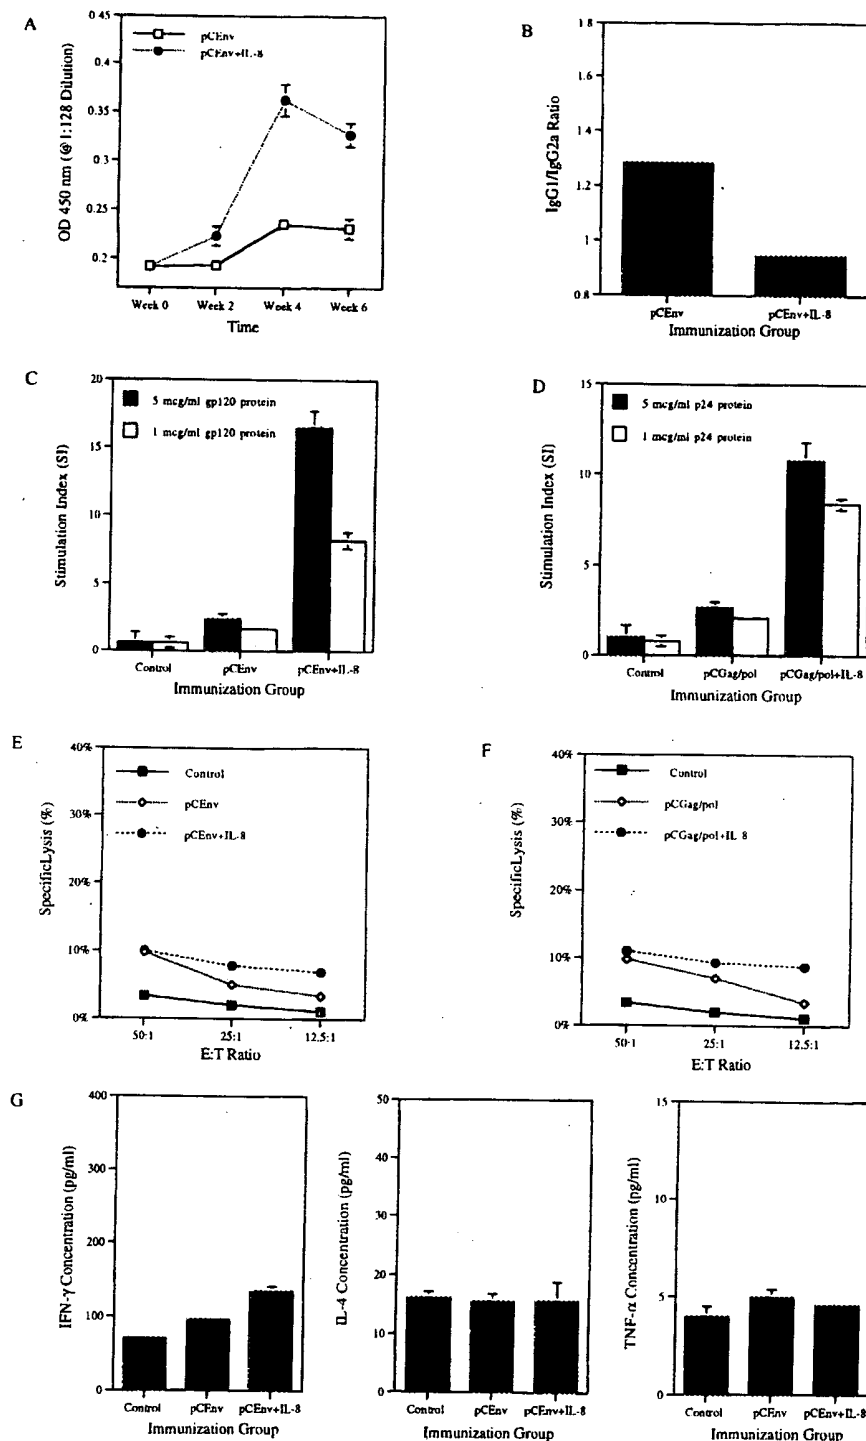 A
0.45
0.4
0.35
0.3
0.25
0.2
OD 450 nm (@ 1:128 Dilution)
pCEnv
pCEnv+IL-8
Week 0
Week 2
Week 4
Week 6
Time
B
1.8
1.6
1.4
1.2
1
0.8
IgG1/IgG2a Ratio
pCEnv
pCEnv+IL-8
Immunization Group
C
20
15
10
5
0
Stimulation Index (SI)
5 mcg/ml gp120 protein
1 mcg/ml gp120 protein
Control
pCEnv
pCEnv+IL-8
Immunization Group
D
15
10
5
0
Stimulation Index (SI)
5 mcg/ml p24 protein
1 mcg/ml p24 protein
Control
pCGag/pol
pCGag/pol+IL-8
Immunization Group
E
40%
30%
20%
10%
0%
SpecificLysis (%)
Control
pCEnv
pCEnv+IL-8
50:1
25:1
12.5:1
E:T Ratio
F
40%
30%
20%
10%
0%
SpecificLysis (%)
Control
pCGag/pol
pCGag/pol+IL 8
50:1
25:1
12.5:1
E:T Ratio
G
400
300
200
100
0
IFN-γ Concentration (pg/ml)
Control
pCEnv
pCEnv+IL-8
Immunization Group
50
40
30
20
10
0
IL-4 Concentration (pg/ml)
Control
pCEnv
pCEnv+IL-8
Immunization Group
15
10
5
0
TNF-α Concentration (pg/ml)
Control
pCEnv
pCEnv+IL-8
Immunization Group